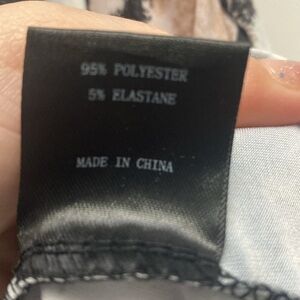 95% POLYESTER
5% ELASTANE
MADE IN CHINA